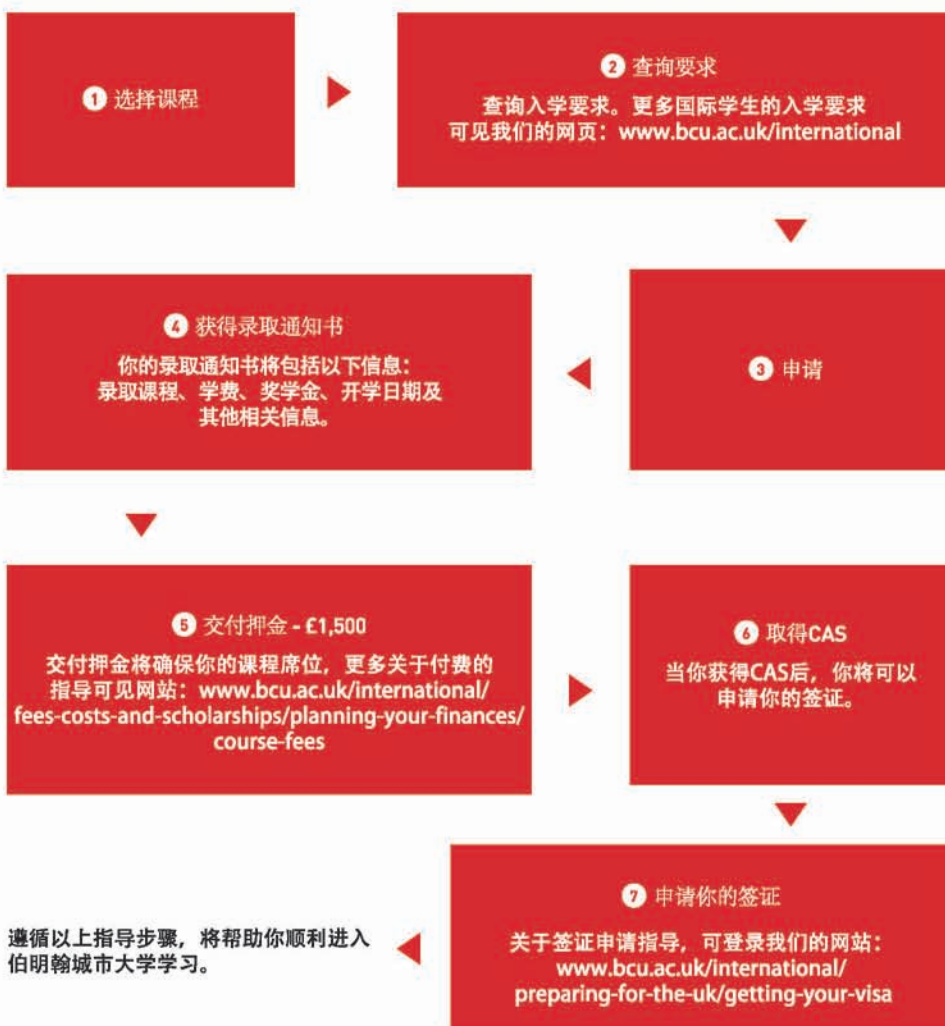 1 选择课程
2 查询要求
查询入学要求。更多国际学生的入学要求
可见我们的网页：www.bcu.ac.uk/international
3 申请
4 获得录取通知书
你的录取通知书将包括以下信息：
录取课程、学费、奖学金、开学日期及
其他相关信息。
5 交付押金 - £1,500
交付押金将确保你的课程席位，更多关于付费的
指导可见网站：www.bcu.ac.uk/international/
fees-costs-and-scholarships/planning-your-finances/
course-fees
6 取得CAS
当你获得CAS后，你将可以
申请你的签证。
7 申请你的签证
关于签证申请指导，可登录我们的网站：
www.bcu.ac.uk/international/
preparing-for-the-uk/getting-your-visa
遵循以上指导步骤，将帮助你顺利进入
伯明翰城市大学学习。